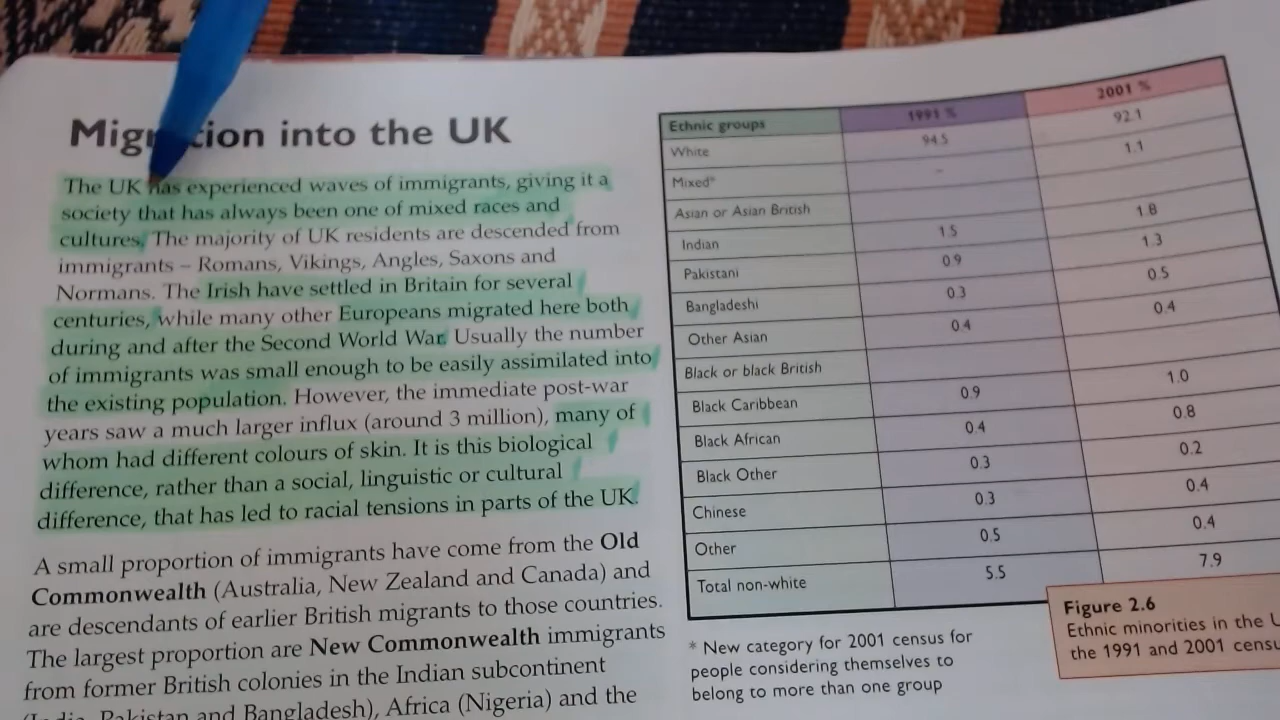 Migration into the UK
The UK has experienced waves of immigrants, giving it a
society that has always been one of mixed races and
cultures. The majority of UK residents are descended from
immigrants – Romans, Vikings, Angles, Saxons and
Normans. The Irish have settled in Britain for several
centuries, while many other Europeans migrated here both
during and after the Second World War. Usually the number
of immigrants was small enough to be easily assimilated into
the existing population. However, the immediate post-war
years saw a much larger influx (around 3 million), many of
whom had different colours of skin. It is this biological
difference, rather than a social, linguistic or cultural
difference, that has led to racial tensions in parts of the UK.
A small proportion of immigrants have come from the Old
Commonwealth (Australia, New Zealand and Canada) and
are descendants of earlier British migrants to those countries.
The largest proportion are New Commonwealth immigrants
from former British colonies in the Indian subcontinent
(India, Pakistan and Bangladesh), Africa (Nigeria) and the
Ethnic groups 1991 % 2001 %
White 94.5 92.1
Mixed* – 1.1
Asian or Asian British
Indian 1.5 1.8
Pakistani 0.9 1.3
Bangladeshi 0.3 0.5
Other Asian 0.4 0.4
Black or black British
Black Caribbean 0.9 1.0
Black African 0.4 0.8
Black Other 0.3 0.2
Chinese 0.3 0.4
Other 0.5 0.4
Total non-white 5.5 7.9
* New category for 2001 census for
people considering themselves to
belong to more than one group
Figure 2.6
Ethnic minorities in the
the 1991 and 2001